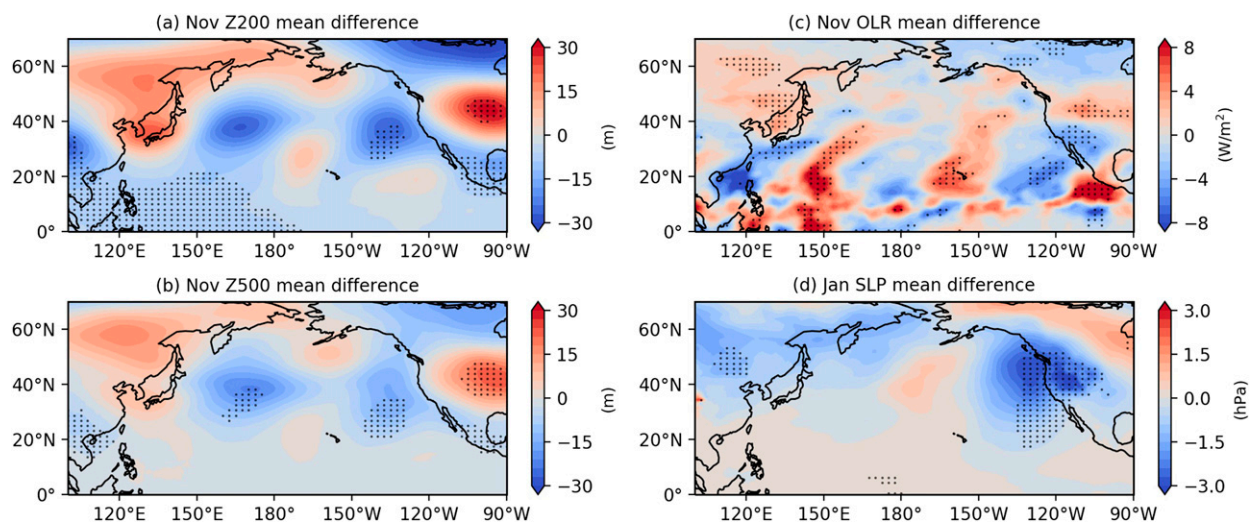 (a) Nov Z200 mean difference
60°N
40°N
20°N
0°
120°E 150°E 180° 150°W 120°W 90°W
30
15
0
−15
−30
(m)
(c) Nov OLR mean difference
60°N
40°N
20°N
0°
120°E 150°E 180° 150°W 120°W 90°W
8
4
0
−4
−8
(W/m²)
(b) Nov Z500 mean difference
60°N
40°N
20°N
0°
120°E 150°E 180° 150°W 120°W 90°W
30
15
0
−15
−30
(m)
(d) Jan SLP mean difference
60°N
40°N
20°N
0°
120°E 150°E 180° 150°W 120°W 90°W
3.0
1.5
0.0
−1.5
−3.0
(hPa)